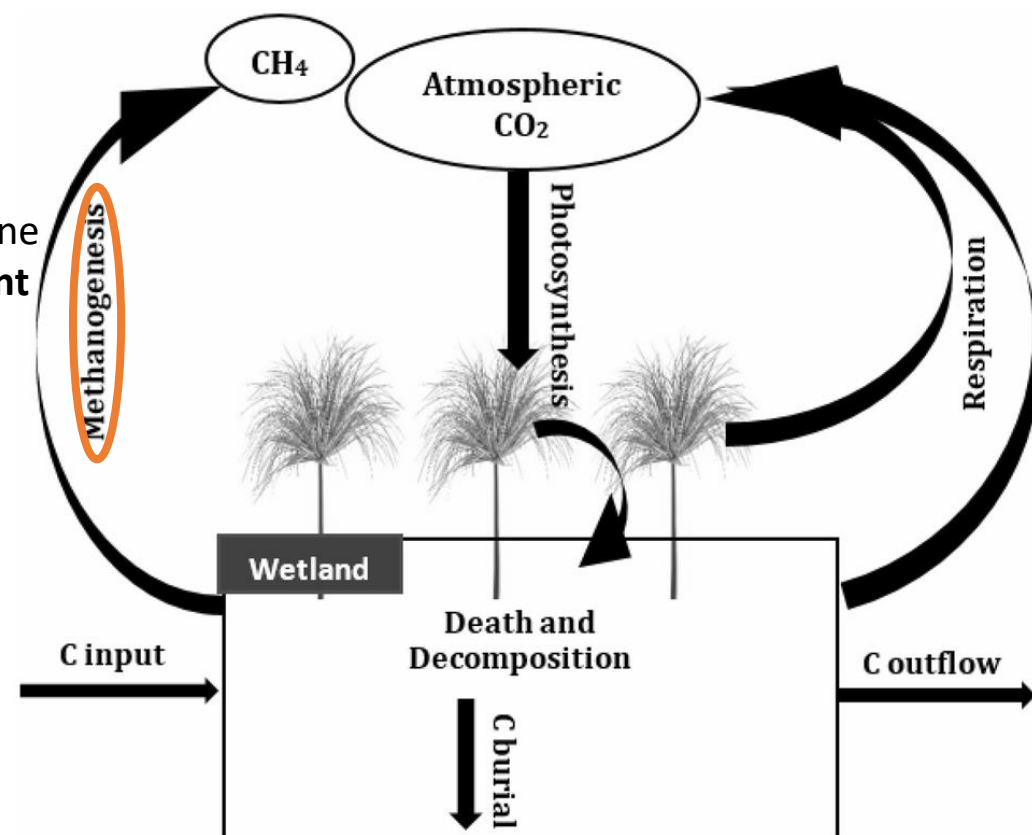 CH₄
Atmospheric
CO₂
Photosynthesis
ne
nt
Methanogenesis
Respiration
Wetland
Death and
Decomposition
C input
C outflow
C burial